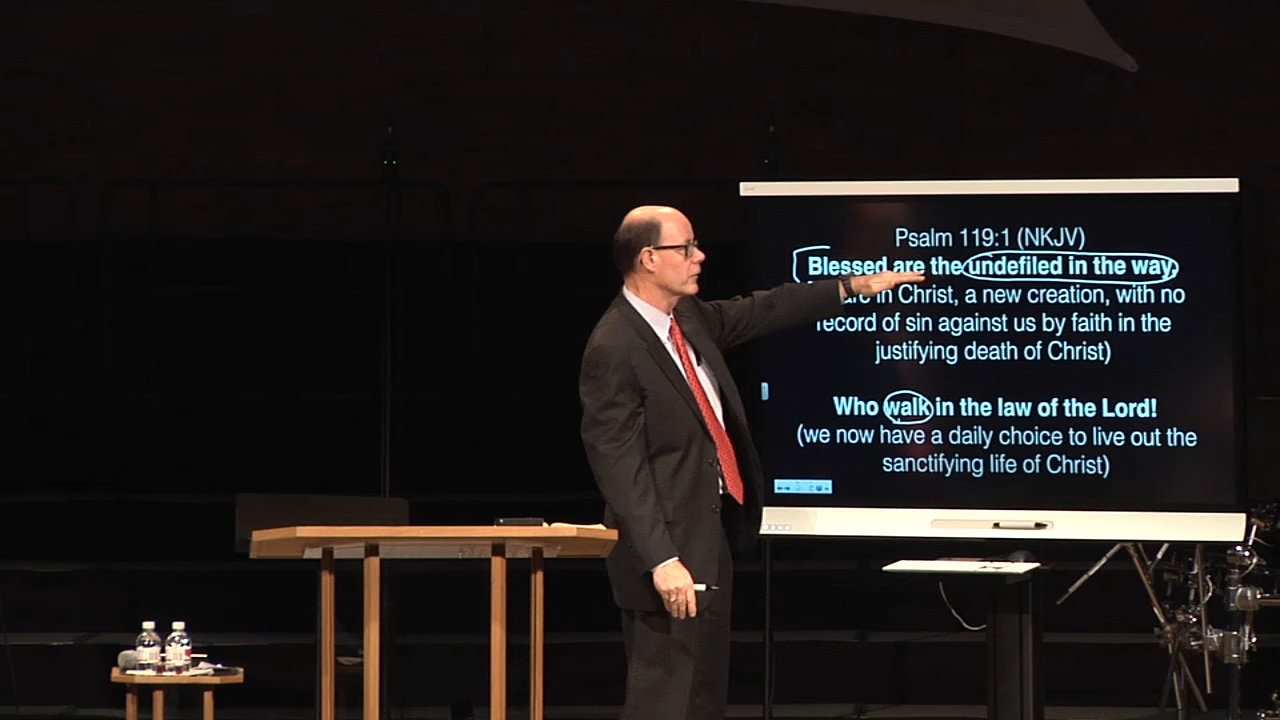 Psalm 119:1 (NKJV)
Blessed are the undefiled in the way,
in Christ, a new creation, with no
record of sin against us by faith in the
justifying death of Christ)
Who walk in the law of the Lord!
(we now have a daily choice to live out the
sanctifying life of Christ)